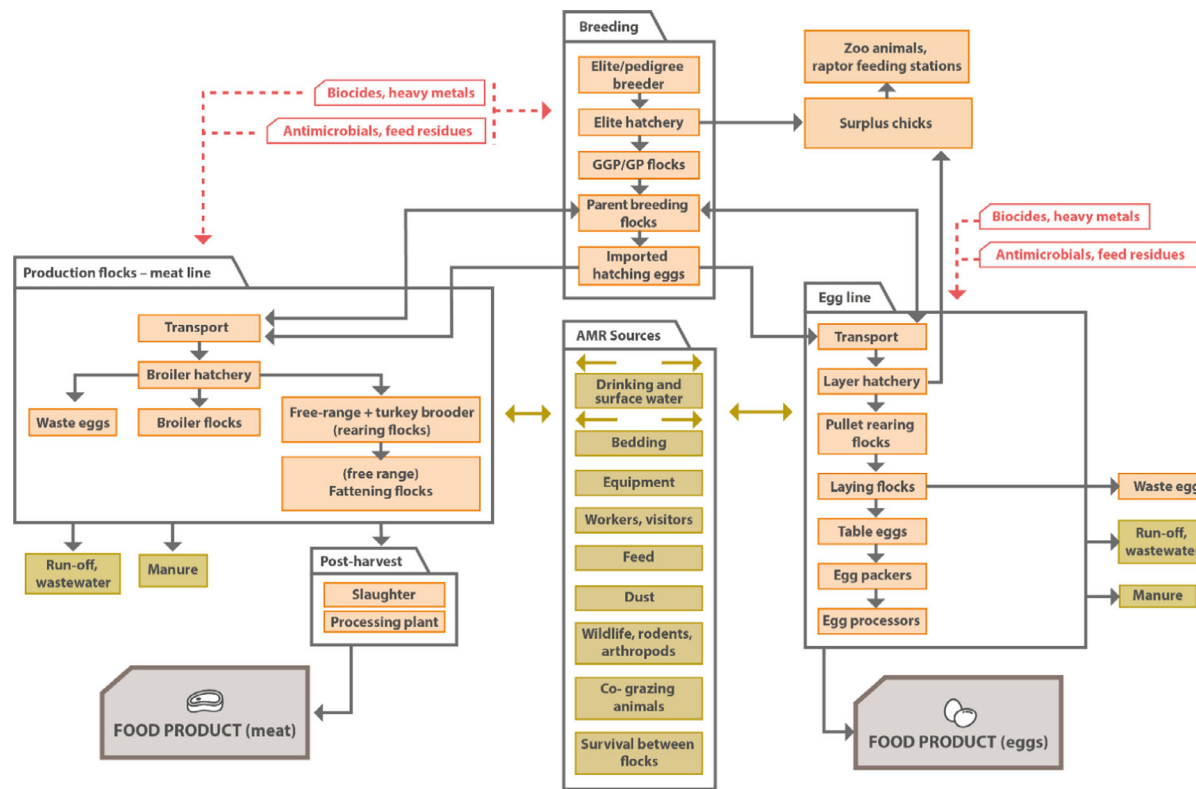 Breeding
Elite/pedigree
breeder
Elite hatchery
GGP/GP flocks
Parent breeding
flocks
Imported
hatching eggs
Zoo animals,
raptor feeding stations
Surplus chicks
Biocides, heavy metals
Antimicrobials, feed residues
Biocides, heavy metals
Antimicrobials, feed residues
Production flocks – meat line
Transport
Broiler hatchery
Waste eggs
Broiler flocks
Free-range + turkey brooder
(rearing flocks)
(free range)
Fattening flocks
Run-off,
wastewater
Manure
Post-harvest
Slaughter
Processing plant
FOOD PRODUCT (meat)
AMR Sources
Drinking and
surface water
Bedding
Equipment
Workers, visitors
Feed
Dust
Wildlife, rodents,
arthropods
Co- grazing
animals
Survival between
flocks
Egg line
Transport
Layer hatchery
Pullet rearing
flocks
Laying flocks
Table eggs
Egg packers
Egg processors
Waste egg
Run-off,
wastewater
Manure
FOOD PRODUCT (eggs)